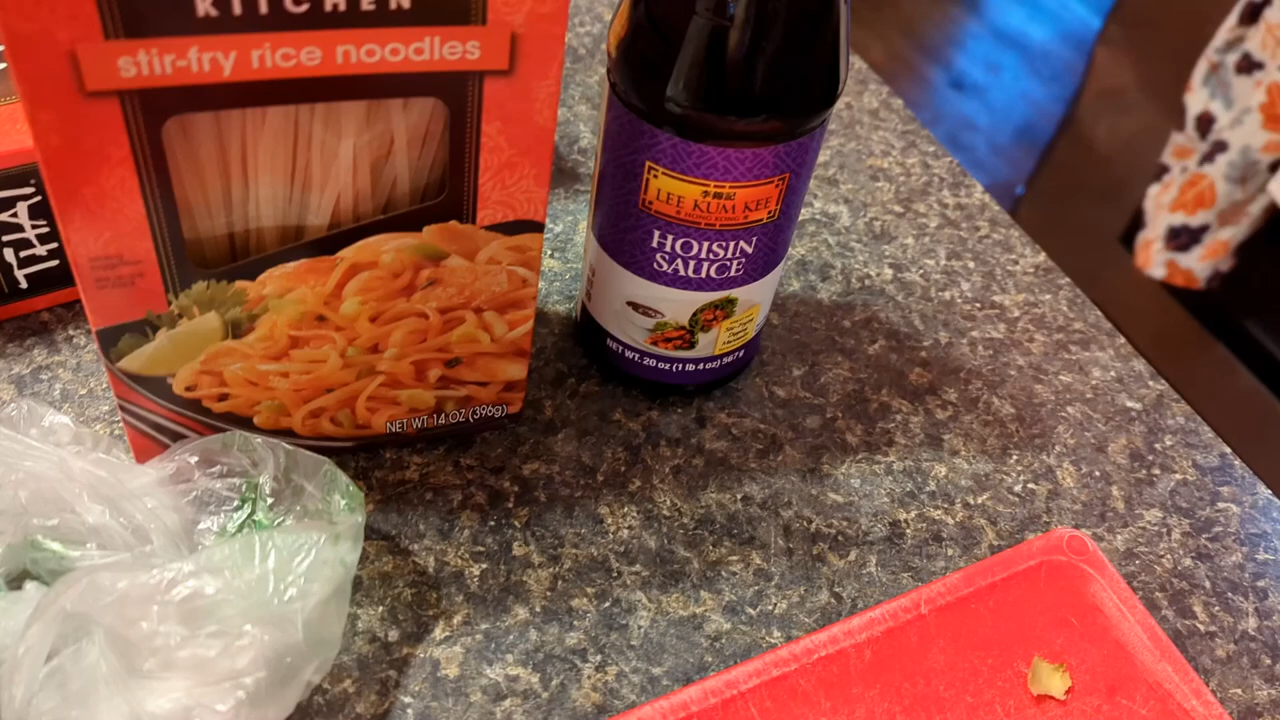 KITCHEN
stir-fry rice noodles
THAI
NET WT 14 OZ (396g)
李錦記
LEE KUM KEE
HONG KONG
HOISIN
SAUCE
NET WT. 20 oz (1 lb 4 oz) 567 g